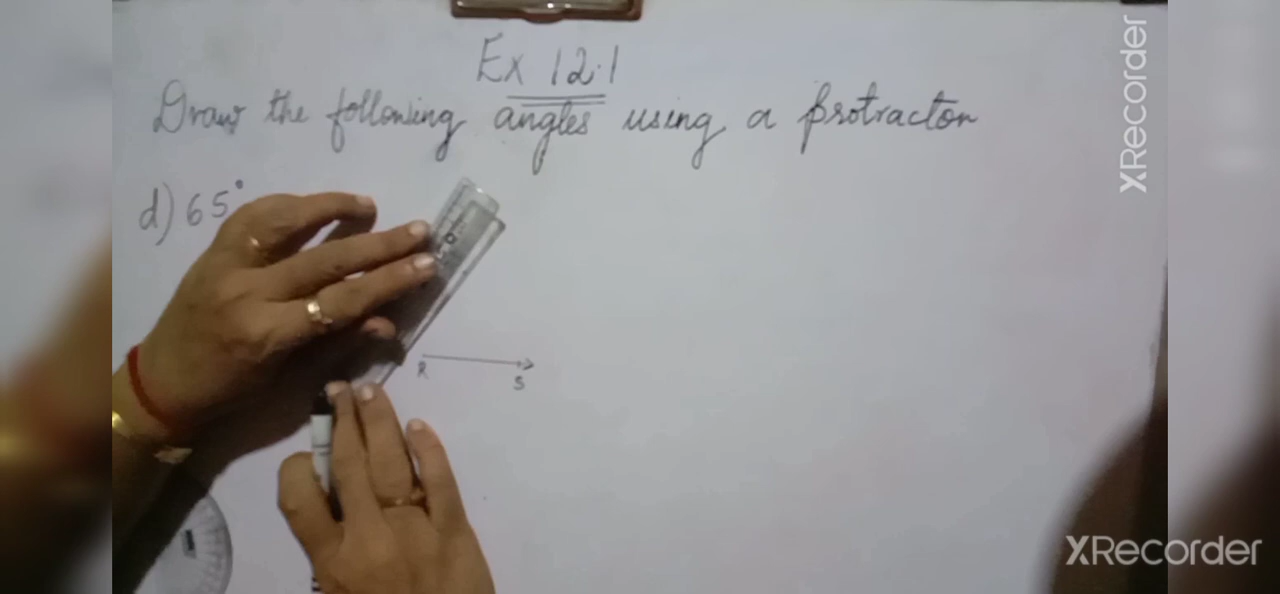 Ex 12.1
Draw the following angles using a protractor
d) 65°
R
S
XRecorder
XRecorder